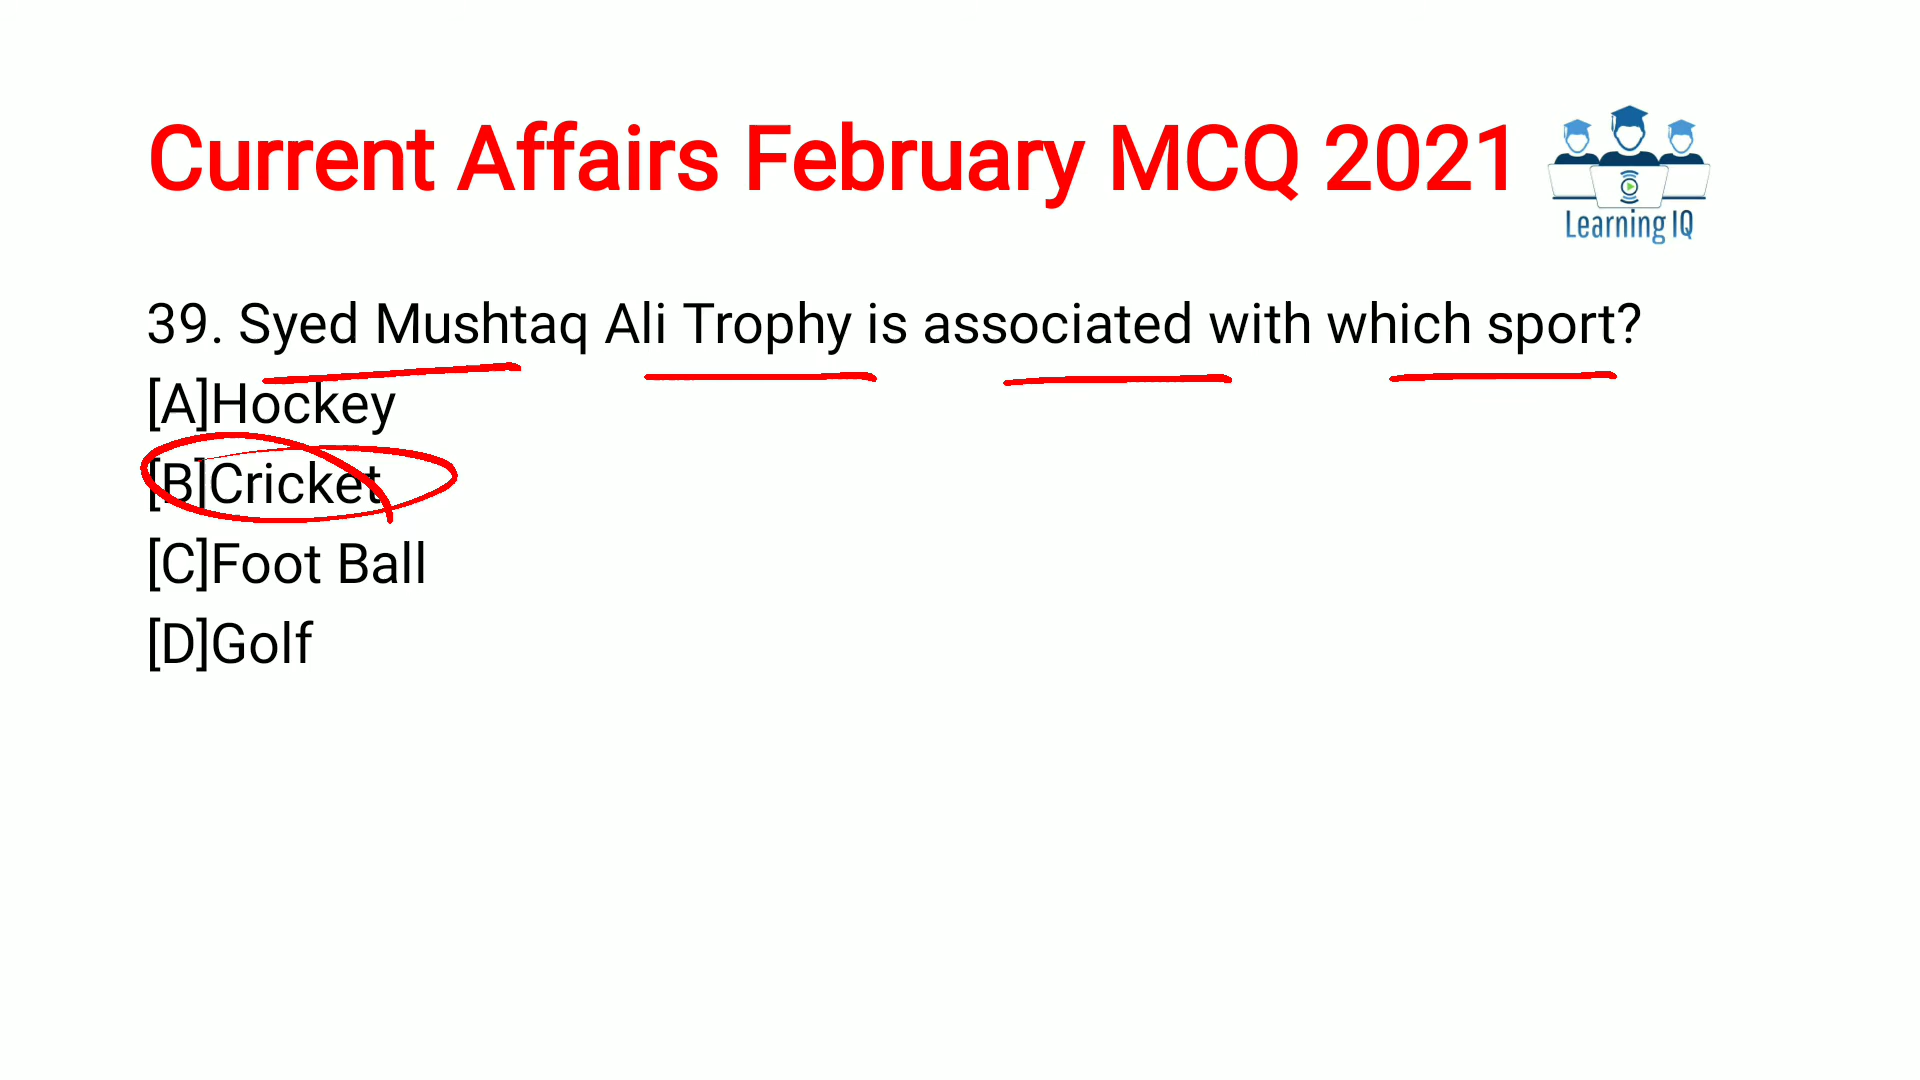 Current Affairs February MCQ 2021
Learning IQ
39. Syed Mushtaq Ali Trophy is associated with which sport?
[A]Hockey
[B]Cricket
[C]Foot Ball
[D]Golf